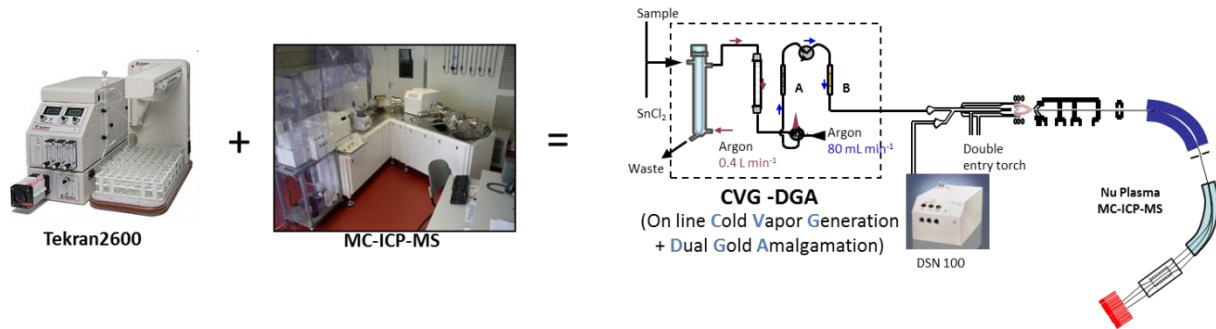 Tekran2600
+
MC-ICP-MS
=
Sample
SnCl₂
Waste
A
B
Argon
0.4 L min⁻¹
Argon
80 mL min⁻¹
CVG -DGA
(On line Cold Vapor Generation
+ Dual Gold Amalgamation)
Double
entry torch
DSN 100
Nu Plasma
MC-ICP-MS